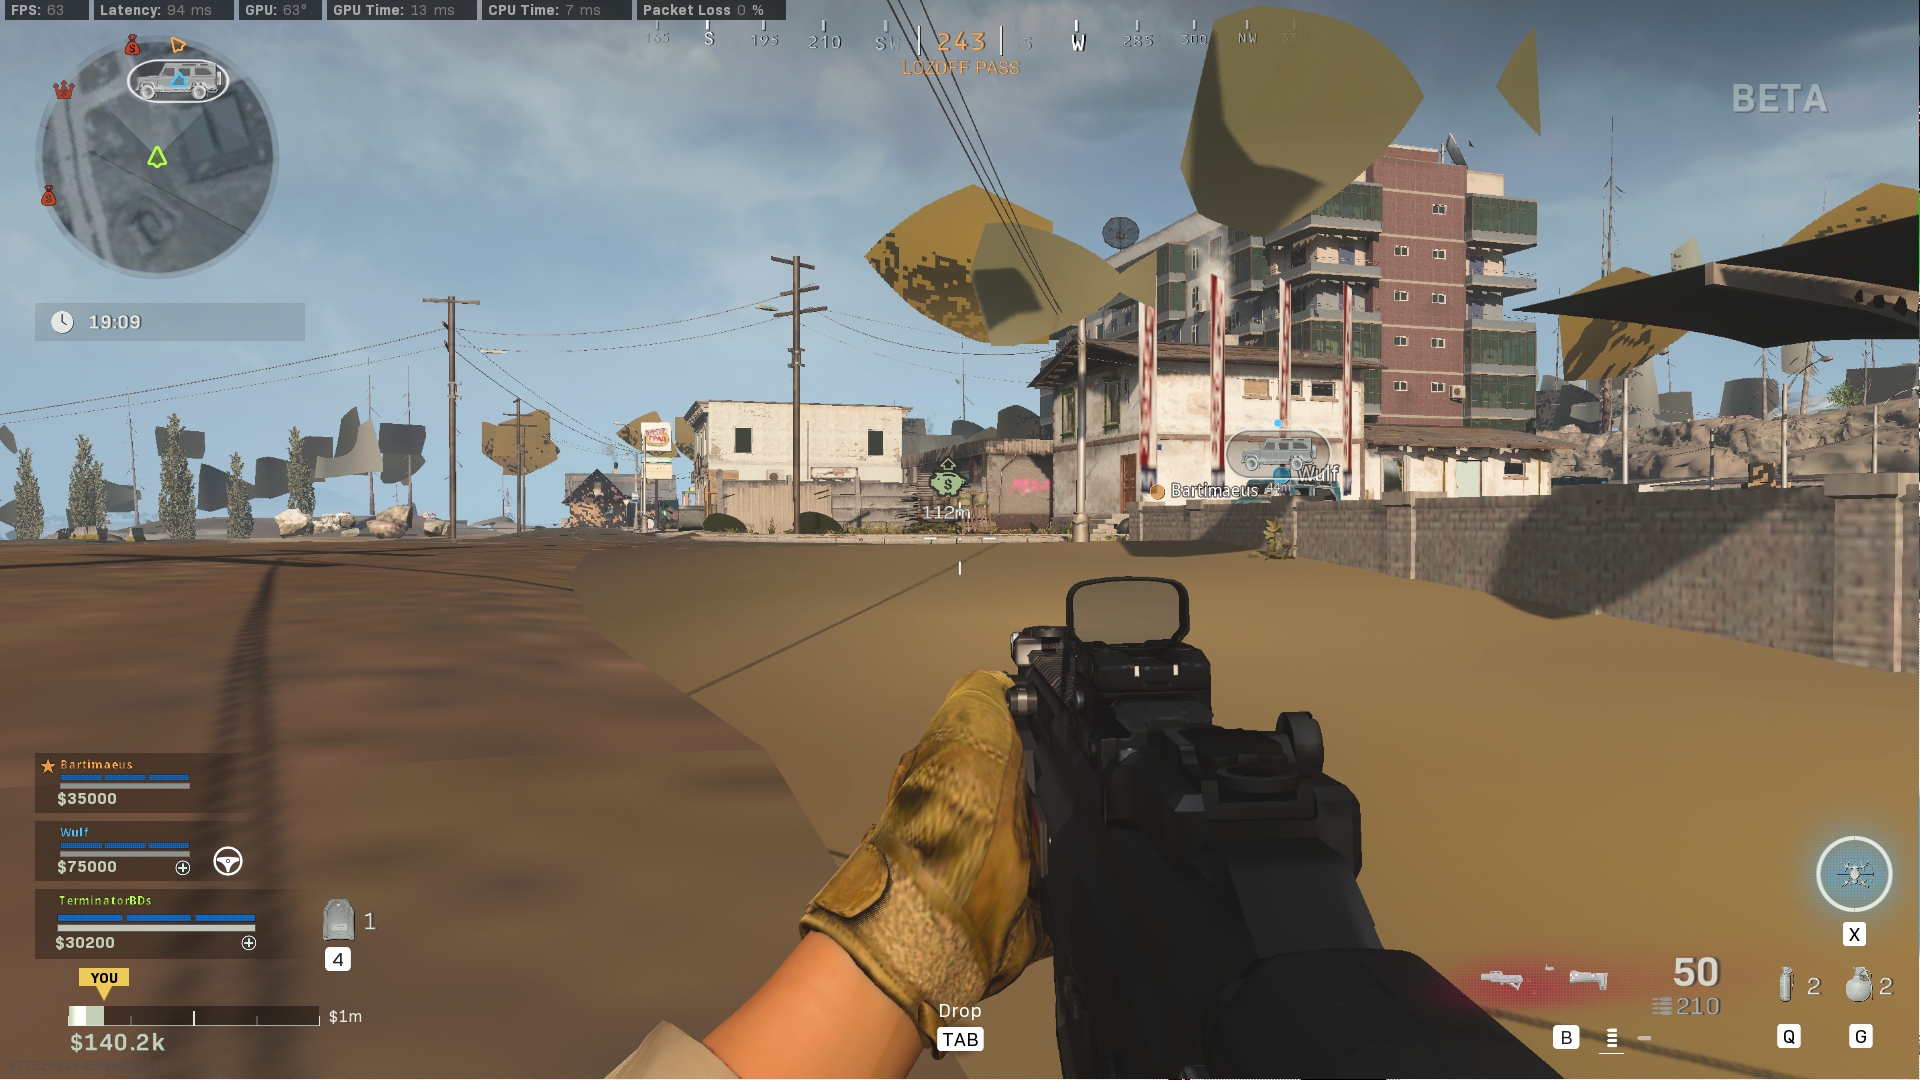 FPS: 63
Latency: 94 ms
GPU: 63°
GPU Time: 13 ms
CPU Time: 7 ms
Packet Loss 0 %
165 S 195 210 SW 243 W 285 300 NW
LOZOFF PASS
BETA
19:09
Wulf
Bartimaeus
112m
Bartimaeus
$35000
Wulf
$75000
TerminatorBDs
$30200
1
4
YOU
$1m
$140.2k
Drop
TAB
X
50
210
2
2
B
Q
G